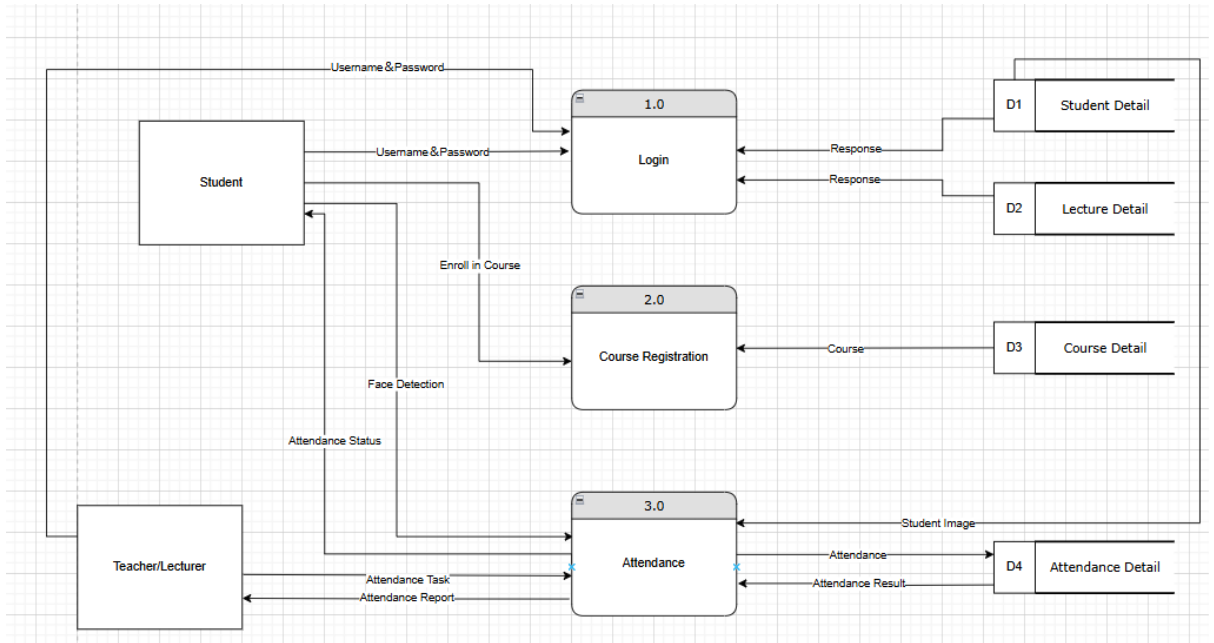 Username&Password
1.0
D1
Student Detail
Login
Username&Password
Response
Student
Response
D2
Lecture Detail
Enroll in Course
2.0
Course Registration
Course
D3
Course Detail
Face Detection
Attendance Status
3.0
Student Image
Teacher/Lecturer
Attendance
Attendance
D4
Attendance Detail
Attendance Task
Attendance Result
Attendance Report